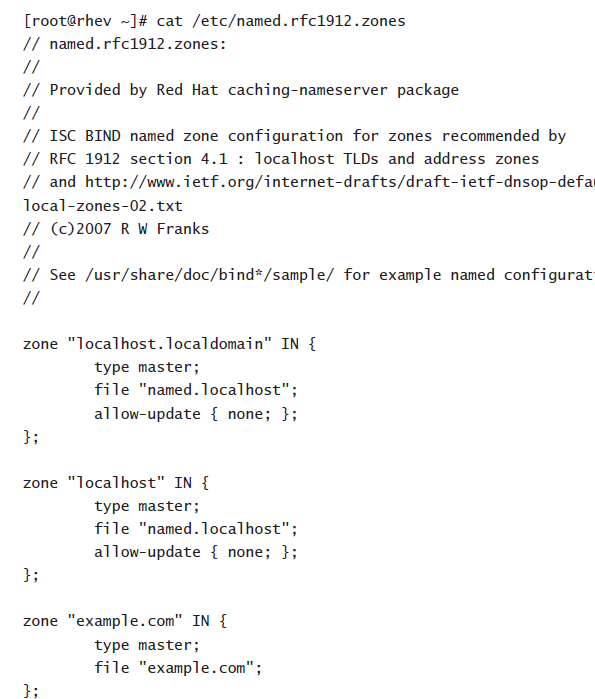 [root@rhev ~]# cat /etc/named.rfc1912.zones
// named.rfc1912.zones:
//
// Provided by Red Hat caching-nameserver package
//
// ISC BIND named zone configuration for zones recommended by
// RFC 1912 section 4.1 : localhost TLDs and address zones
// and http://www.ietf.org/internet-drafts/draft-ietf-dnsop-defau
local-zones-02.txt
// (c)2007 R W Franks
//
// See /usr/share/doc/bind*/sample/ for example named configurat
//

zone "localhost.localdomain" IN {
        type master;
        file "named.localhost";
        allow-update { none; };
};

zone "localhost" IN {
        type master;
        file "named.localhost";
        allow-update { none; };
};

zone "example.com" IN {
        type master;
        file "example.com";
};